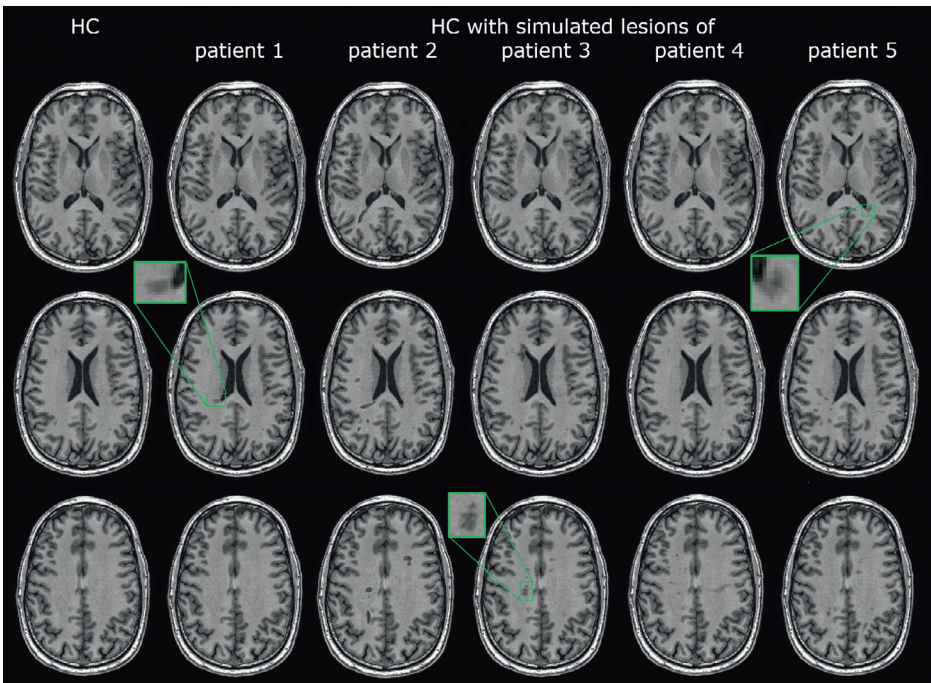 HC
HC with simulated lesions of
patient 1 patient 2 patient 3 patient 4 patient 5